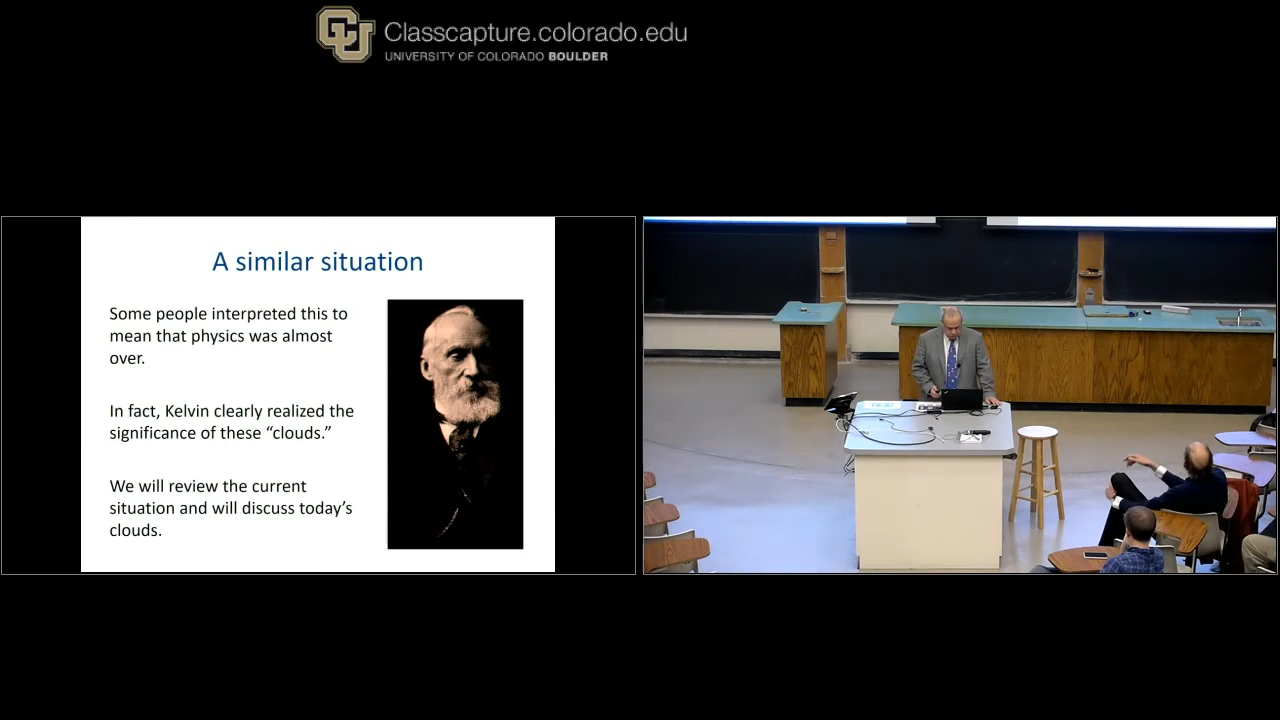 Classcapture.colorado.edu
UNIVERSITY OF COLORADO BOULDER
A similar situation
Some people interpreted this to
mean that physics was almost
over.
In fact, Kelvin clearly realized the
significance of these “clouds.”
We will review the current
situation and will discuss today’s
clouds.